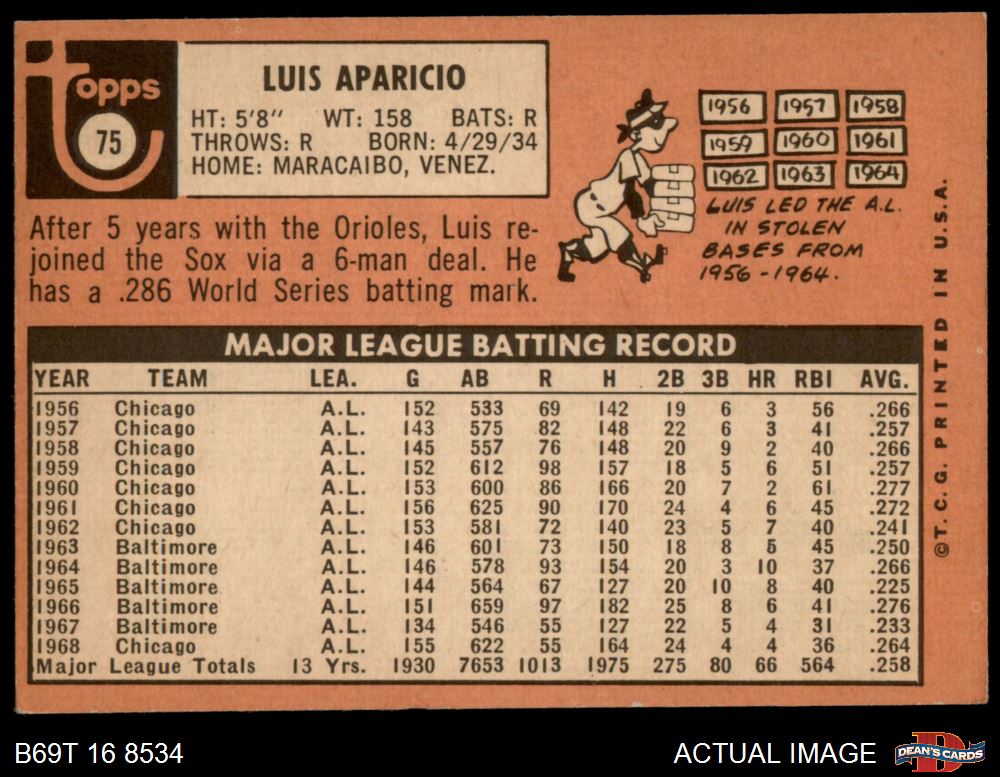 topps
75
LUIS APARICIO
HT: 5'8" WT: 158 BATS: R
THROWS: R BORN: 4/29/34
HOME: MARACAIBO, VENEZ.
After 5 years with the Orioles, Luis re-
joined the Sox via a 6-man deal. He
has a .286 World Series batting mark.
1956 1957 1958
1959 1960 1961
1962 1963 1964
LUIS LED THE A.L.
IN STOLEN
BASES FROM
1956-1964.
MAJOR LEAGUE BATTING RECORD
YEAR TEAM LEA. G AB R H 2B 3B HR RBI AVG.
1956 Chicago A.L. 152 533 69 142 19 6 3 56 .266
1957 Chicago A.L. 143 575 82 148 22 6 3 41 .257
1958 Chicago A.L. 145 557 76 148 20 9 2 40 .266
1959 Chicago A.L. 152 612 98 157 18 5 6 51 .257
1960 Chicago A.L. 153 600 86 166 20 7 2 61 .277
1961 Chicago A.L. 156 625 90 170 24 4 6 45 .272
1962 Chicago A.L. 153 581 72 140 23 5 7 40 .241
1963 Baltimore A.L. 146 601 73 150 18 8 5 45 .250
1964 Baltimore A.L. 146 578 93 154 20 3 10 37 .266
1965 Baltimore A.L. 144 564 67 127 20 10 8 40 .225
1966 Baltimore A.L. 151 659 97 182 25 8 6 41 .276
1967 Baltimore A.L. 134 546 55 127 22 5 4 31 .233
1968 Chicago A.L. 155 622 55 164 24 4 4 36 .264
Major League Totals 13 Yrs. 1930 7653 1013 1975 275 80 66 564 .258
©T.C.G. PRINTED IN U.S.A.
B69T 16 8534
ACTUAL IMAGE
D
DEAN'S CARDS